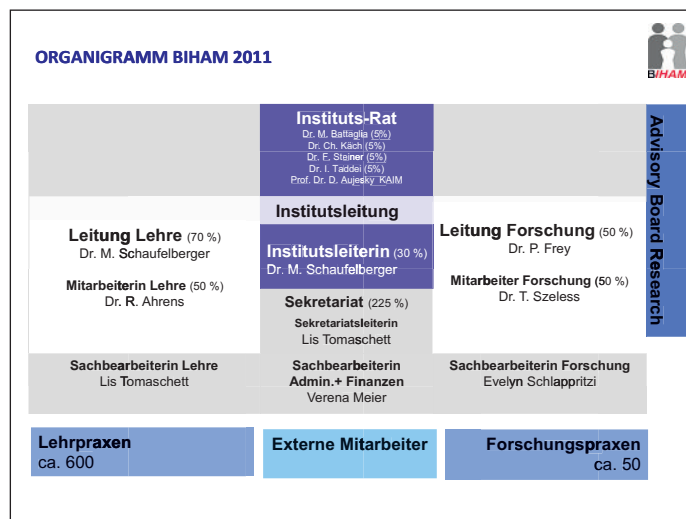 ORGANIGRAMM BIHAM 2011
BIHAM
Instituts-Rat
Dr. M. Battaglia (5%)
Dr. Ch. Käch (5%)
Dr. F. Steiner (5%)
Dr. I. Taddei (5%)
Prof. Dr. D. Aujesky KAIM
Advisory Board Research
Institutsleitung
Leitung Lehre (70 %)
Dr. M. Schaufelberger
Mitarbeiterin Lehre (50 %)
Dr. R. Ahrens
Institutsleiterin (30 %)
Dr. M. Schaufelberger
Sekretariat (225 %)
Sekretariatsleiterin
Lis Tomaschett
Leitung Forschung (50 %)
Dr. P. Frey
Mitarbeiter Forschung (50 %)
Dr. T. Szeless
Sachbearbeiterin Lehre
Lis Tomaschett
Sachbearbeiterin
Admin.+ Finanzen
Verena Meier
Sachbearbeiterin Forschung
Evelyn Schlappritzi
Lehrpraxen
ca. 600
Externe Mitarbeiter
Forschungspraxen
ca. 50